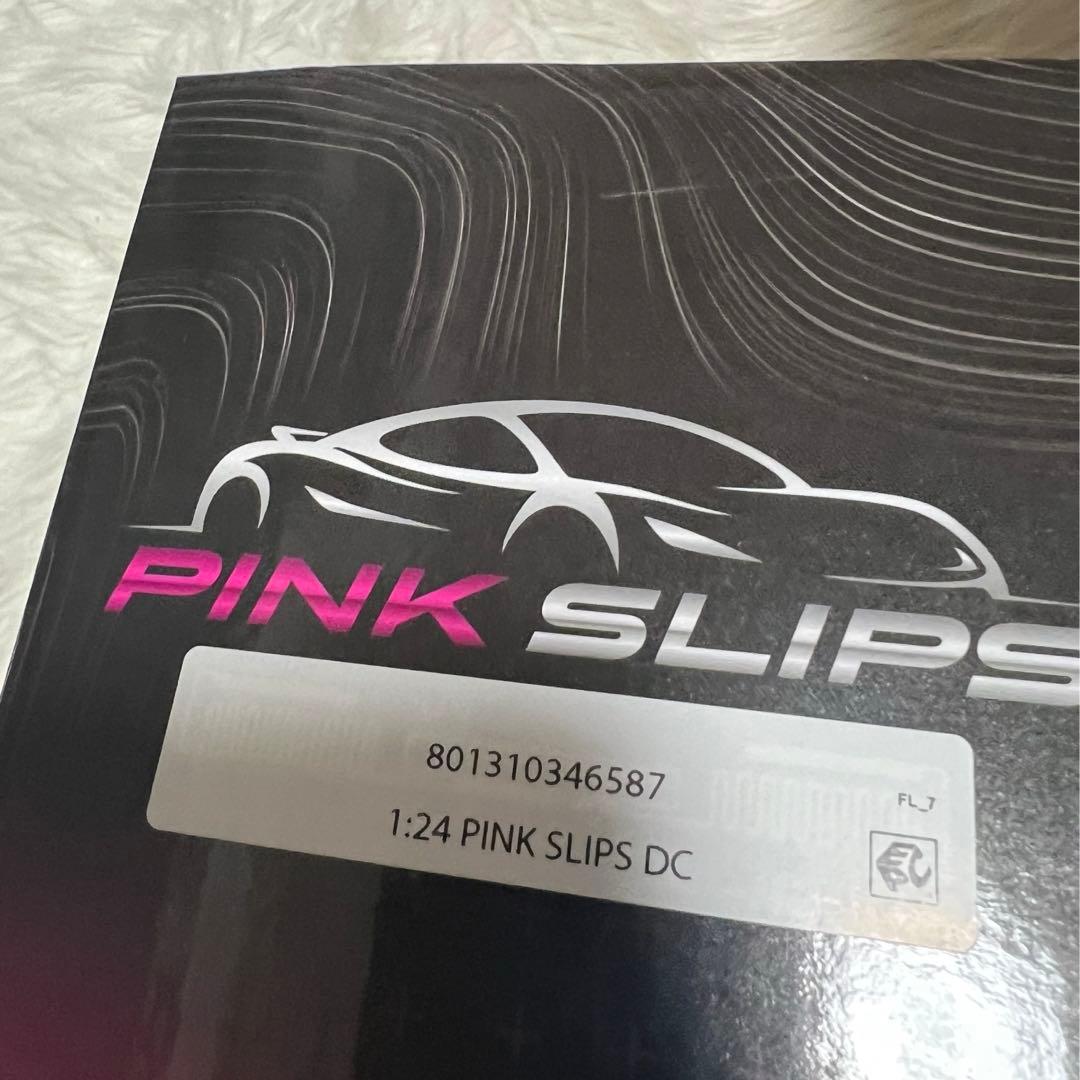 PINK SLIPS
801310346587
FL_7
1:24 PINK SLIPS DC